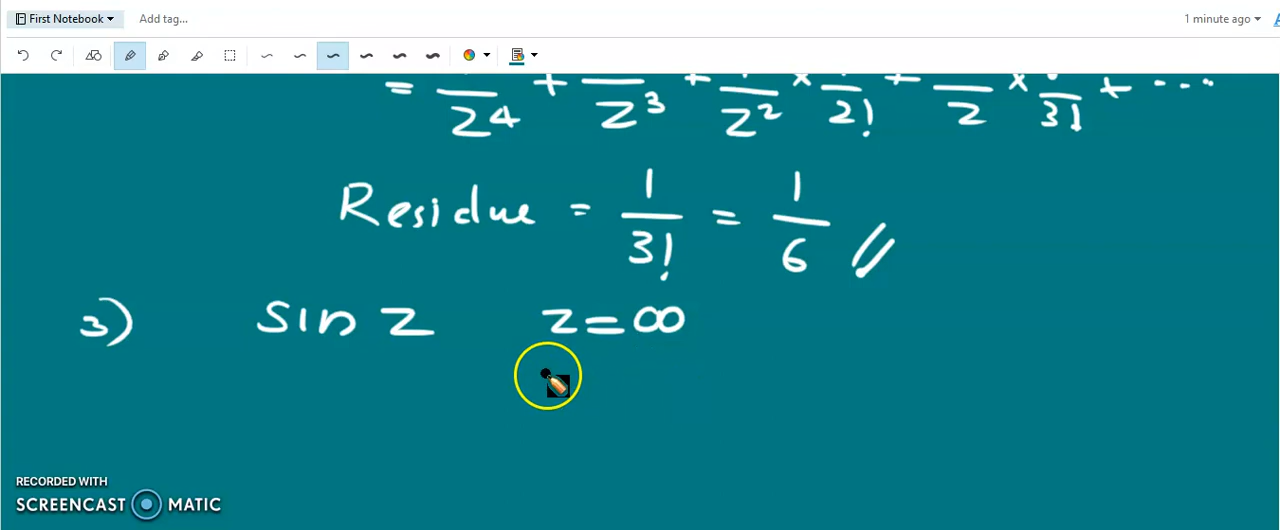 First Notebook Add tag... 1 minute ago
= — / z⁴ + — / z³ + — / z² × — / 2! + — / z × — / 3! + ...
Residue = 1/3! = 1/6 //
3) sin z z = ∞
RECORDED WITH
SCREENCAST MATIC